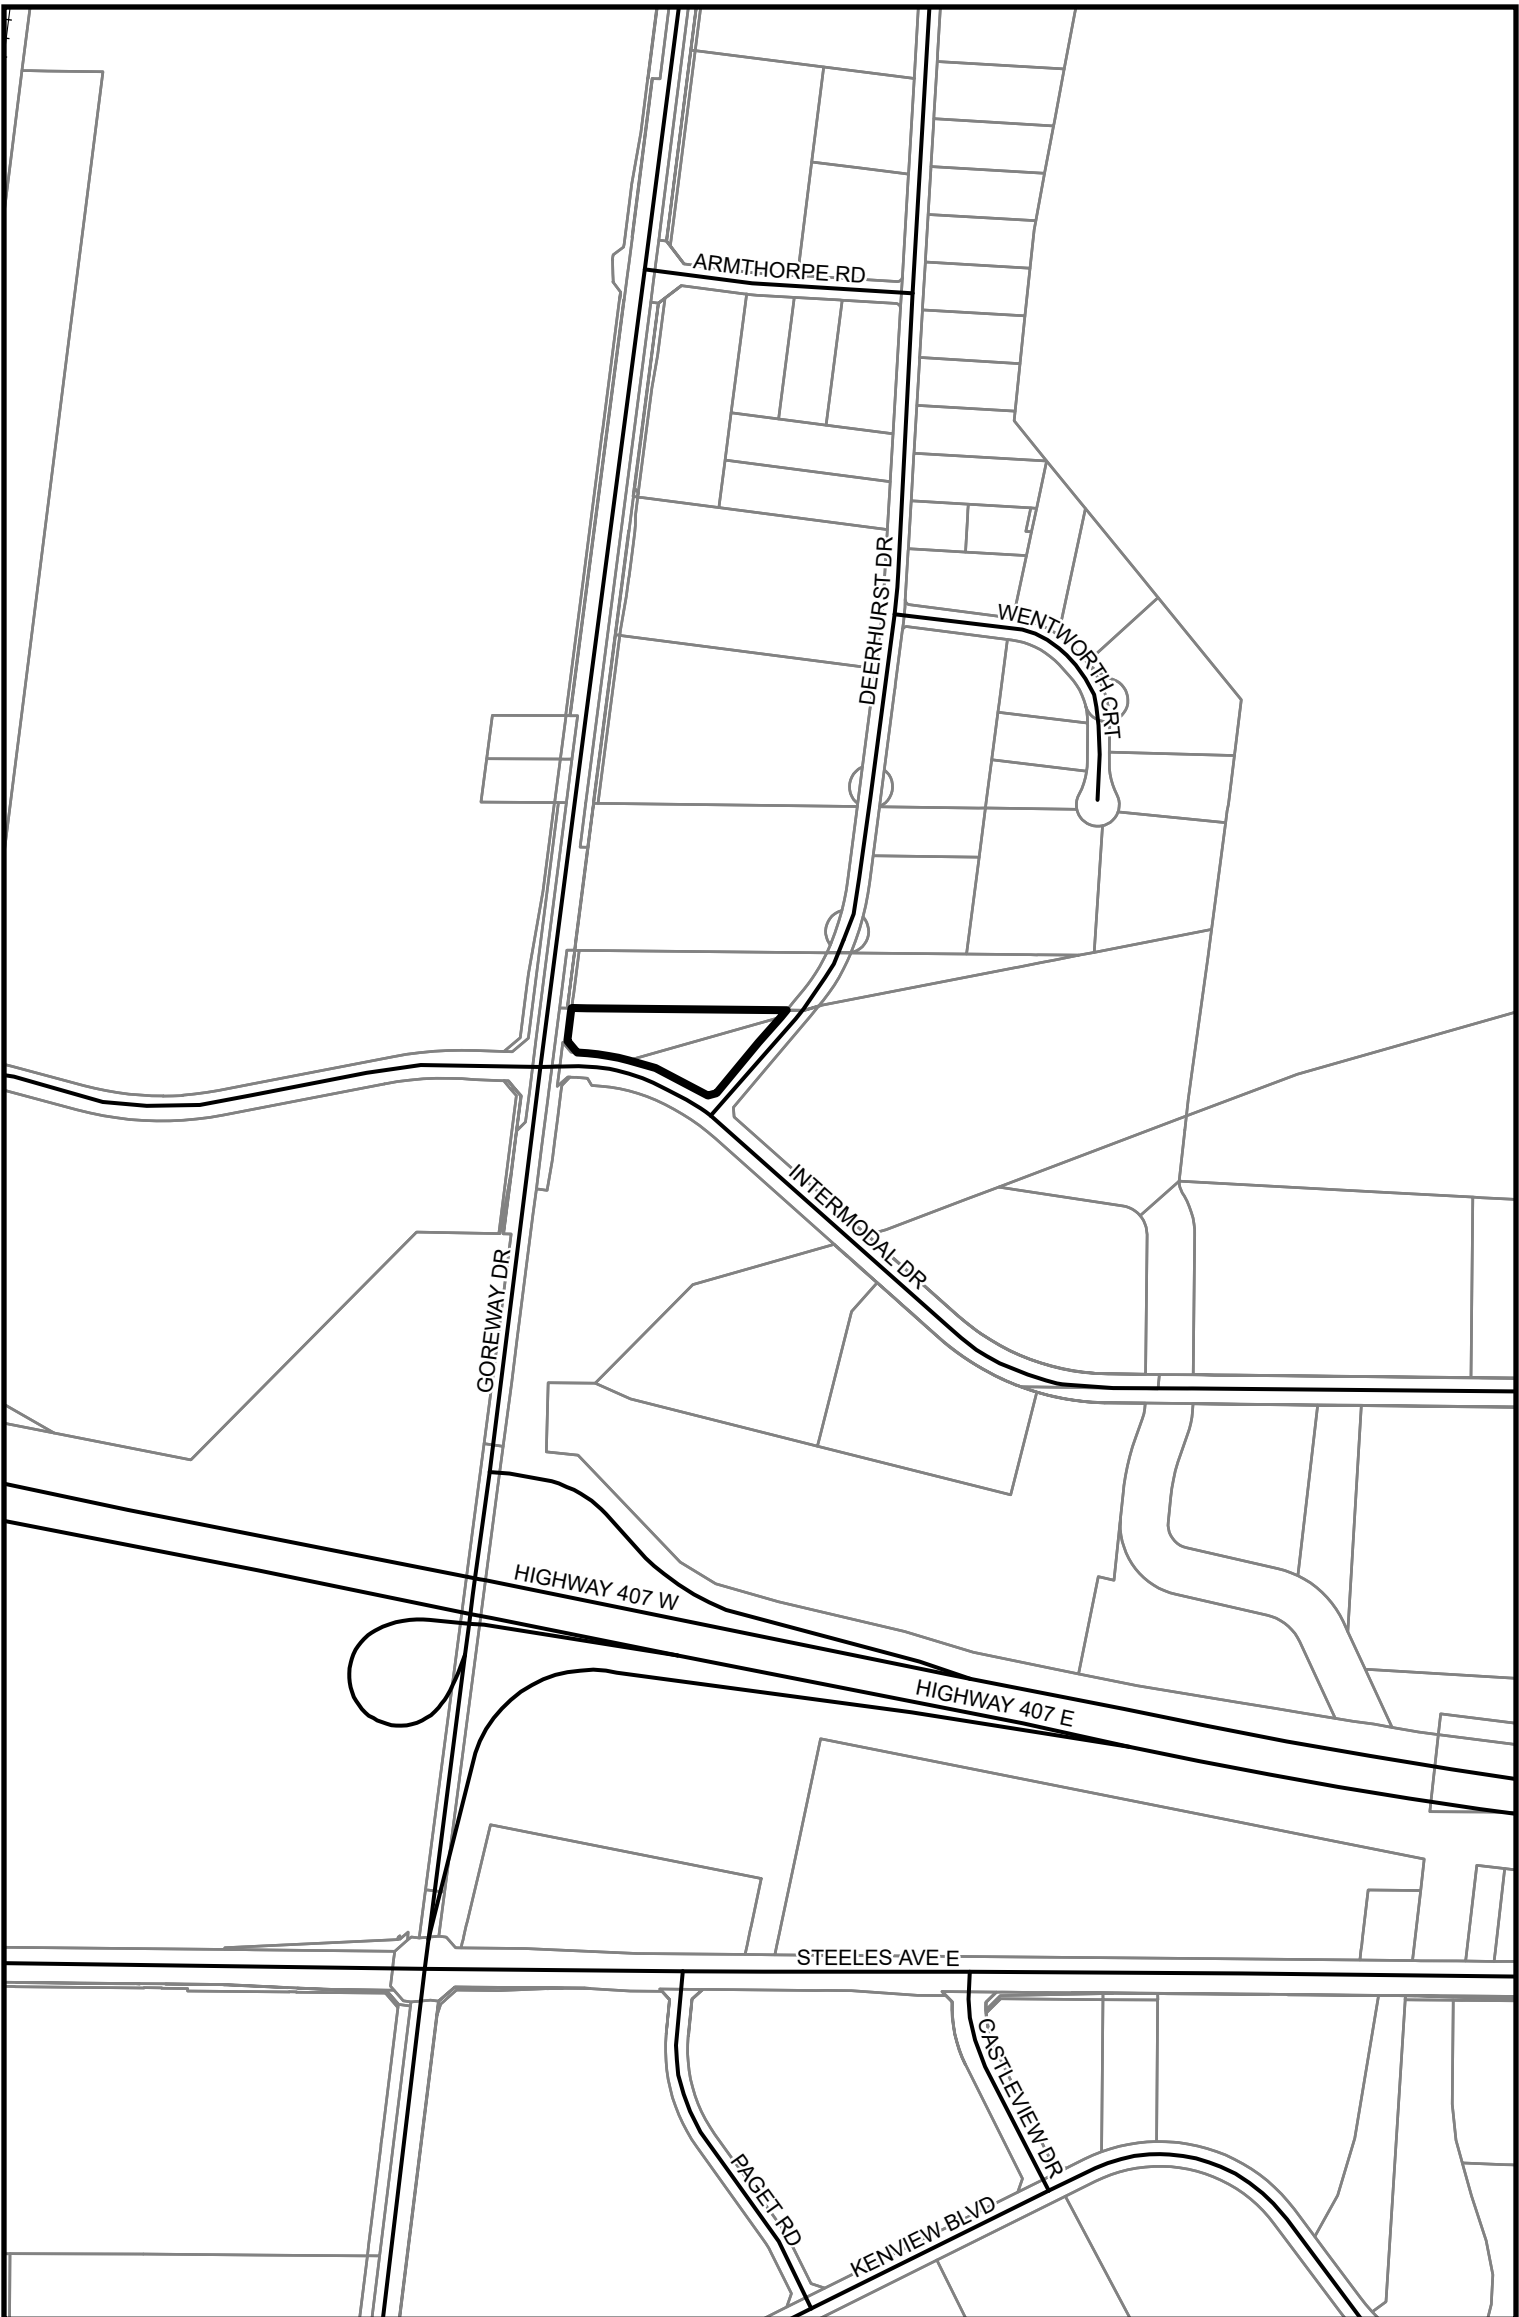 ARMTHORPE RD
DEERHURST DR
WENTWORTH CRT
INTERMODAL DR
GOREWAY DR
HIGHWAY 407 W
HIGHWAY 407 E
STEELES AVE E
CASTLEVIEW DR
PAGET RD
KENVIEW BLVD